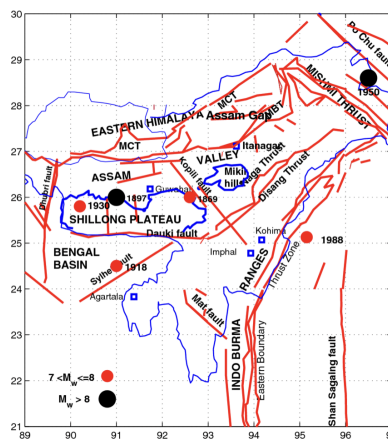 30
29
28
27
26
25
24
23
22
21
89 90 91 92 93 94 95 96 97
Po Chu fault
1950
MISHMI THRUST
EASTERN HIMALAYA
Assam Gap
MCT
MBT
MCT
VALLEY
Itanagar
ASSAM
Kopili fault
Mikir
hills
Naga Thrust
Disang Thrust
Dhubri fault
Guwahati
1930
1897
1869
SHILLONG PLATEAU
Dauki fault
Kohima
1988
Imphal
BENGAL
BASIN
Sylhet fault
1918
RANGES
Thrust Zone
Agartala
Mat fault
INDO BURMA
Eastern Boundary
Shan Sagaing fault
7 <Mw<=8
Mw > 8